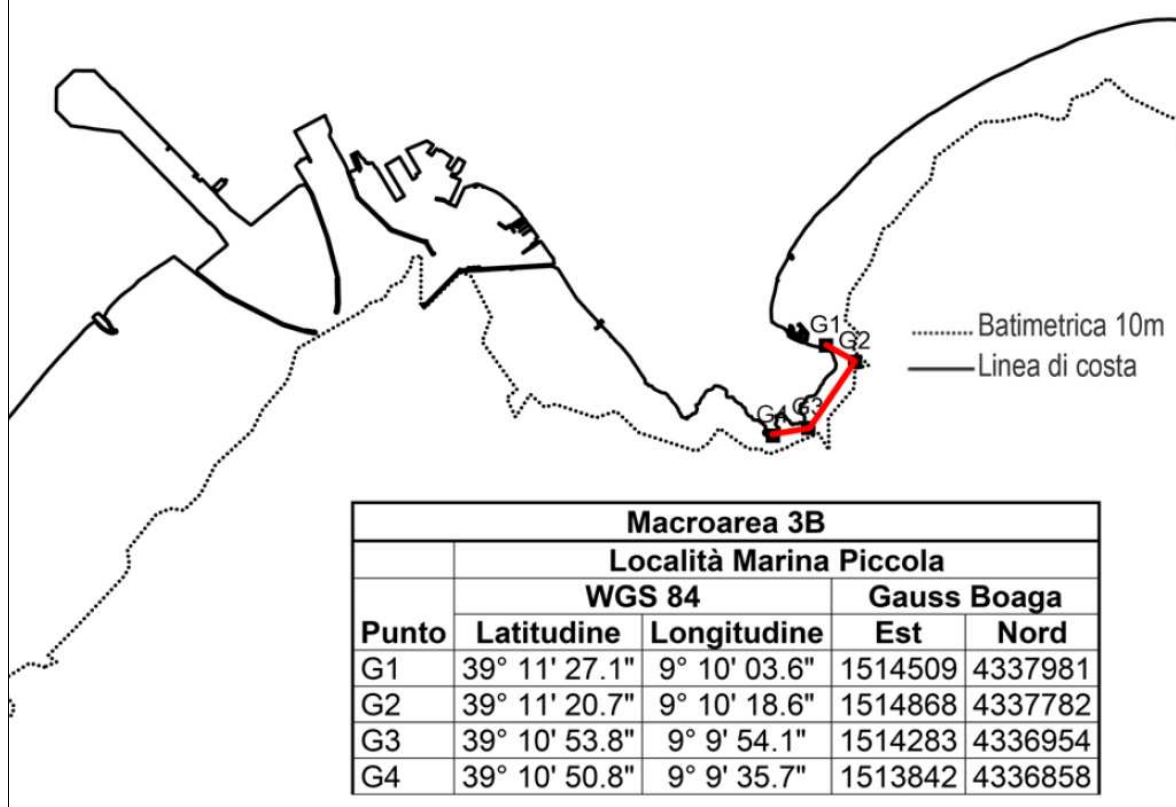 G1
G2
G3
G4
Batimetrica 10m
Linea di costa
Macroarea 3B
Località Marina Piccola
WGS 84 Gauss Boaga
Punto Latitudine Longitudine Est Nord
G1 39° 11' 27.1" 9° 10' 03.6" 1514509 4337981
G2 39° 11' 20.7" 9° 10' 18.6" 1514868 4337782
G3 39° 10' 53.8" 9° 9' 54.1" 1514283 4336954
G4 39° 10' 50.8" 9° 9' 35.7" 1513842 4336858